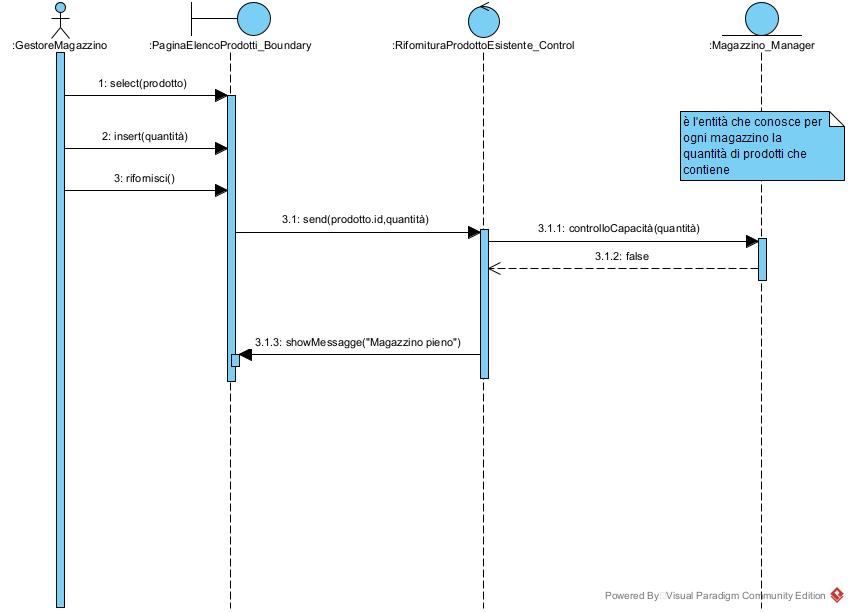 :GestoreMagazzino
:PaginaElencoProdotti_Boundary
:RifornituraProdottoEsistente_Control
:Magazzino_Manager
1: select(prodotto)
è l'entità che conosce per
ogni magazzino la
quantità di prodotti che
contiene
2: insert(quantità)
3: rifornisci()
3.1: send(prodotto.id,quantità)
3.1.1: controlloCapacità(quantità)
3.1.2: false
3.1.3: showMessagge("Magazzino pieno")
Powered By Visual Paradigm Community Edition